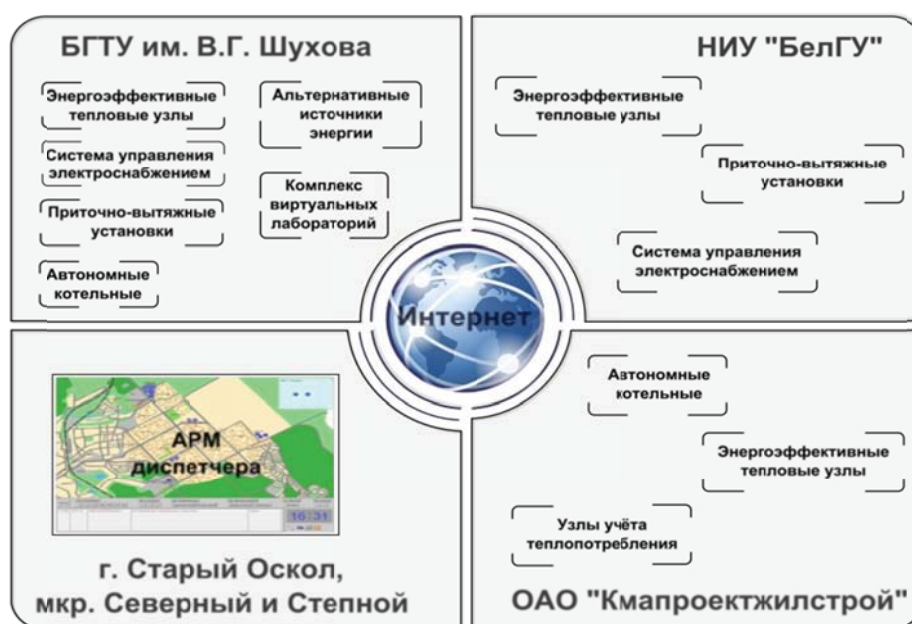 БГТУ им. В.Г. Шухова
Энергоэффективные
тепловые узлы
Система управления
электроснабжением
Приточно-вытяжные
установки
Автономные
котельные
Альтернативные
источники
энергии
Комплекс
виртуальных
лабораторий
НИУ "БелГУ"
Энергоэффективные
тепловые узлы
Приточно-вытяжные
установки
Система управления
электроснабжением
Интернет
АРМ
диспетчера
16:31
г. Старый Оскол,
мкр. Северный и Степной
Автономные
котельные
Энергоэффективные
тепловые узлы
Узлы учёта
теплопотребления
ОАО "Кмапроектжилстрой"